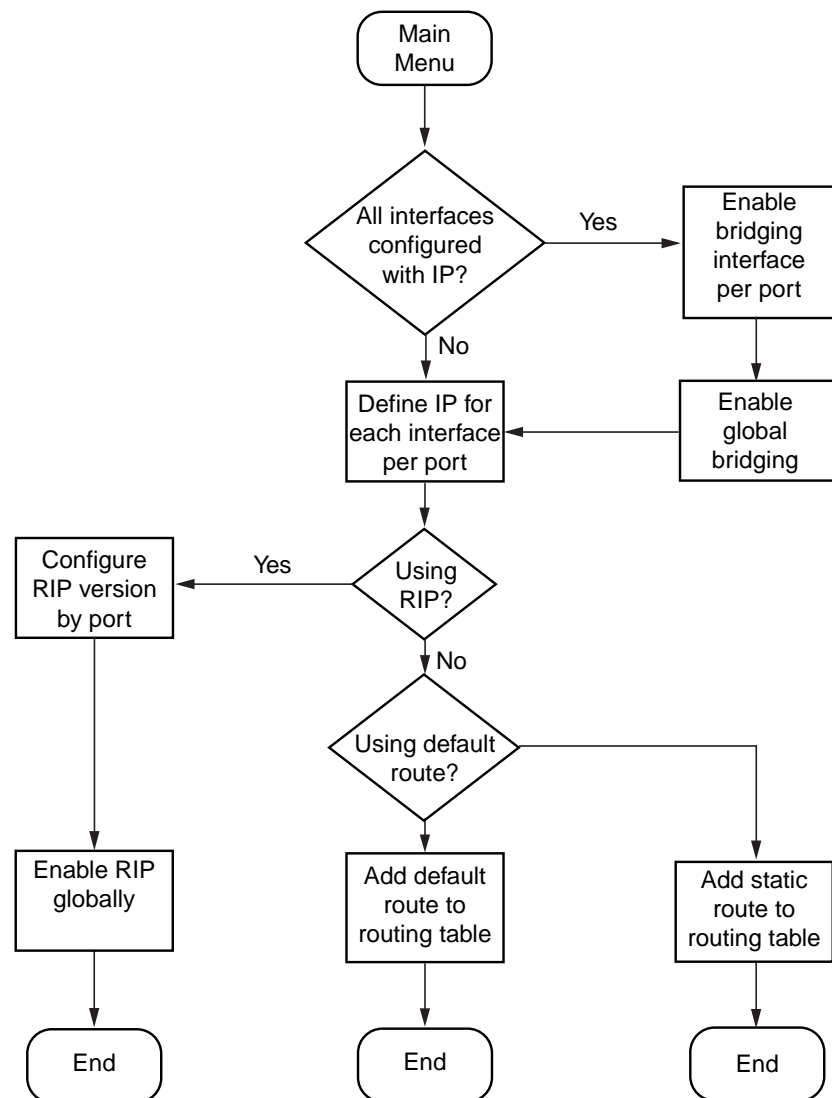 Main
Menu
All interfaces
configured
with IP?
Yes
Enable
bridging
interface
per port
No
Define IP for
each interface
per port
Enable
global
bridging
Configure
RIP version
by port
Yes
Using
RIP?
No
Using default
route?
Enable RIP
globally
Add default
route to
routing table
Add static
route to
routing table
End
End
End